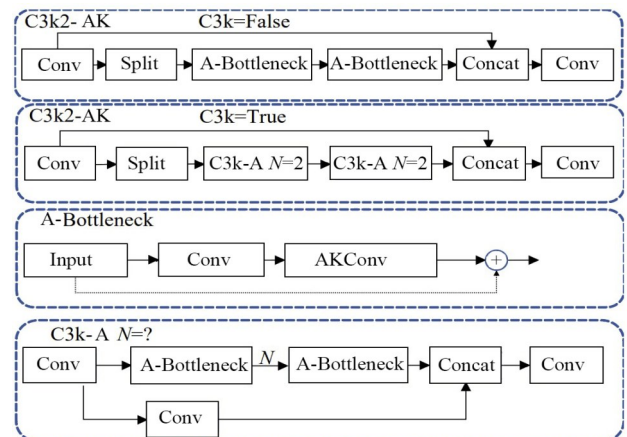 C3k2- AK C3k=False
Conv Split A-Bottleneck A-Bottleneck Concat Conv
C3k2-AK C3k=True
Conv Split C3k-A N=2 C3k-A N=2 Concat Conv
A-Bottleneck
Input Conv AKConv +
C3k-A N=?
Conv A-Bottleneck N A-Bottleneck Concat Conv
Conv